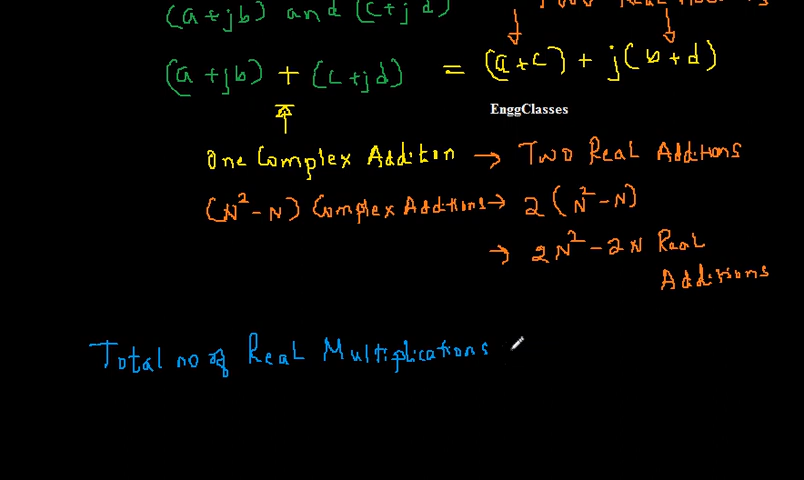 (a+jb) and (c+jd)
(a+jb) + (c+jd) = (a+c) + j(b+d)
EnggClasses
One Complex Additon → Two Real Additions
(N²-N) Complex Additions → 2(N²-N)
→ 2N²-2N Real
Additions
Total no of Real Multiplications